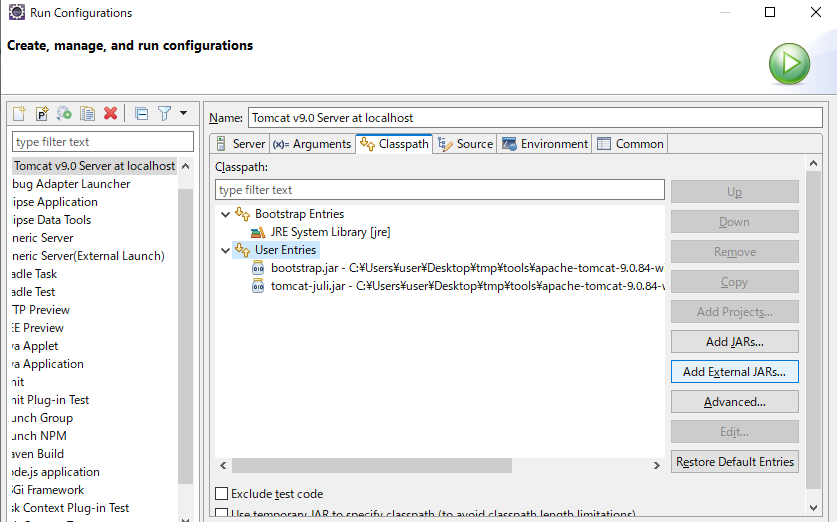 Run Configurations
Create, manage, and run configurations
type filter text
Tomcat v9.0 Server at localhost
bug Adapter Launcher
lipse Application
lipse Data Tools
neric Server
neric Server(External Launch)
adle Task
adle Test
TP Preview
EE Preview
va Applet
va Application
nit
nit Plug-in Test
unch Group
unch NPM
aven Build
de.js application
Gi Framework
sk Context Plug-in Test
Name: Tomcat v9.0 Server at localhost
Server (x)= Arguments Classpath Source Environment Common
Classpath:
type filter text
Bootstrap Entries
JRE System Library [jre]
User Entries
bootstrap.jar - C:¥Users¥user¥Desktop¥tmp¥tools¥apache-tomcat-9.0.84-w
tomcat-juli.jar - C:¥Users¥user¥Desktop¥tmp¥tools¥apache-tomcat-9.0.84-w
Up
Down
Remove
Copy
Add Projects...
Add JARs...
Add External JARs...
Advanced...
Edit...
Restore Default Entries
Exclude test code
Use temporary JAR to specify classpath (to avoid classpath length limitations)